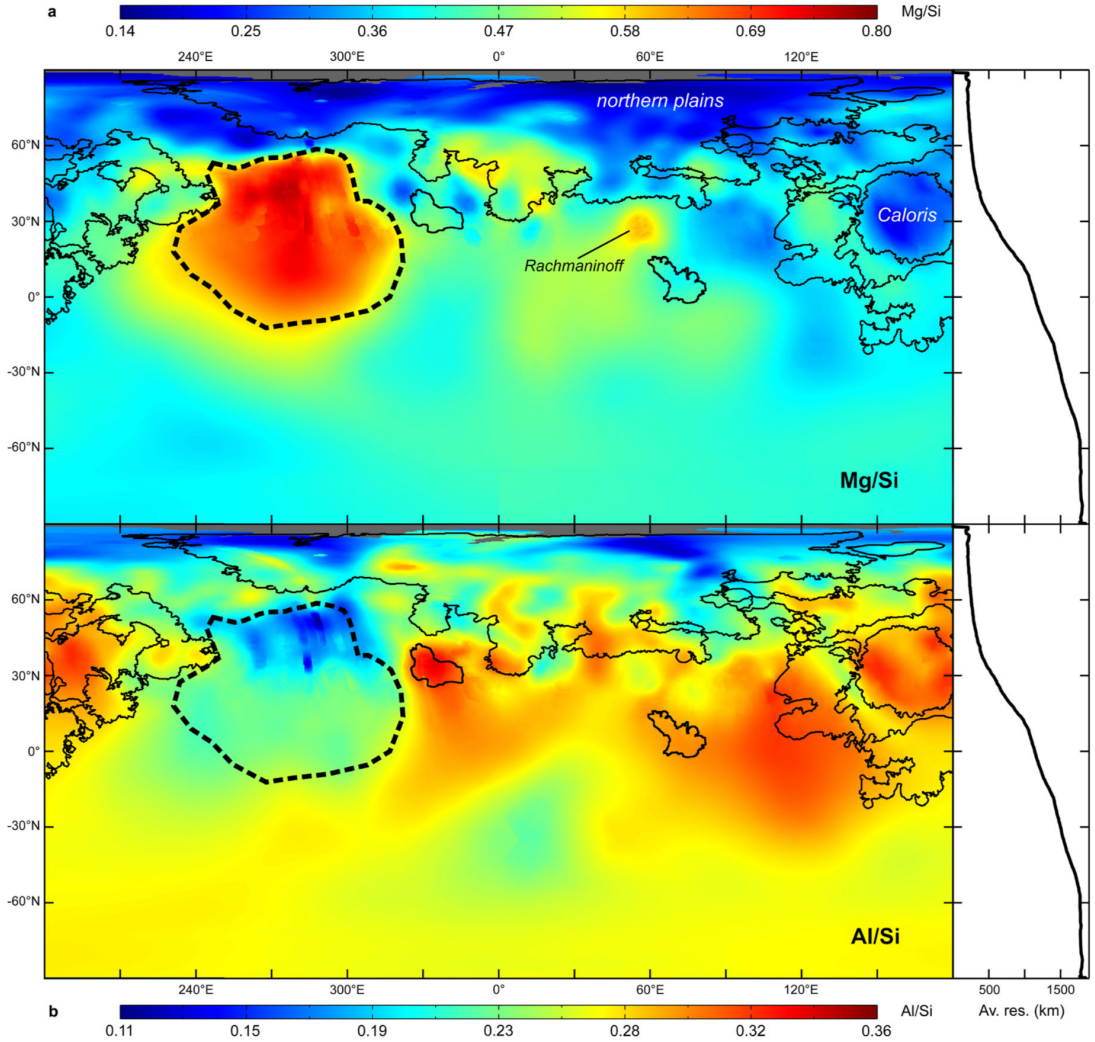 a Mg/Si
0.14 0.25 0.36 0.47 0.58 0.69 0.80
240°E 300°E 0° 60°E 120°E
northern plains
60°N
30°N
Caloris
Rachmaninoff
0°
-30°N
-60°N
Mg/Si
60°N
30°N
0°
-30°N
-60°N
Al/Si
240°E 300°E 0° 60°E 120°E 500 1500
b Al/Si Av. res. (km)
0.11 0.15 0.19 0.23 0.28 0.32 0.36